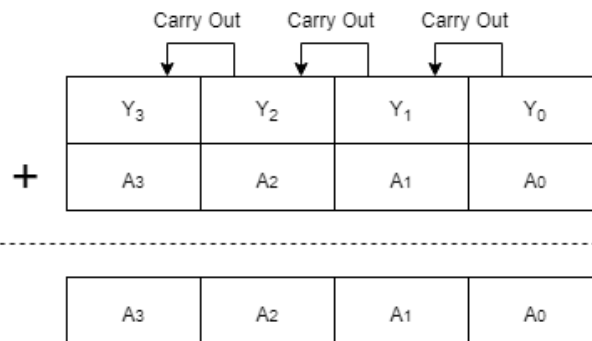 Carry Out Carry Out Carry Out
Y3 Y2 Y1 Y0
+ A3 A2 A1 A0
A3 A2 A1 A0